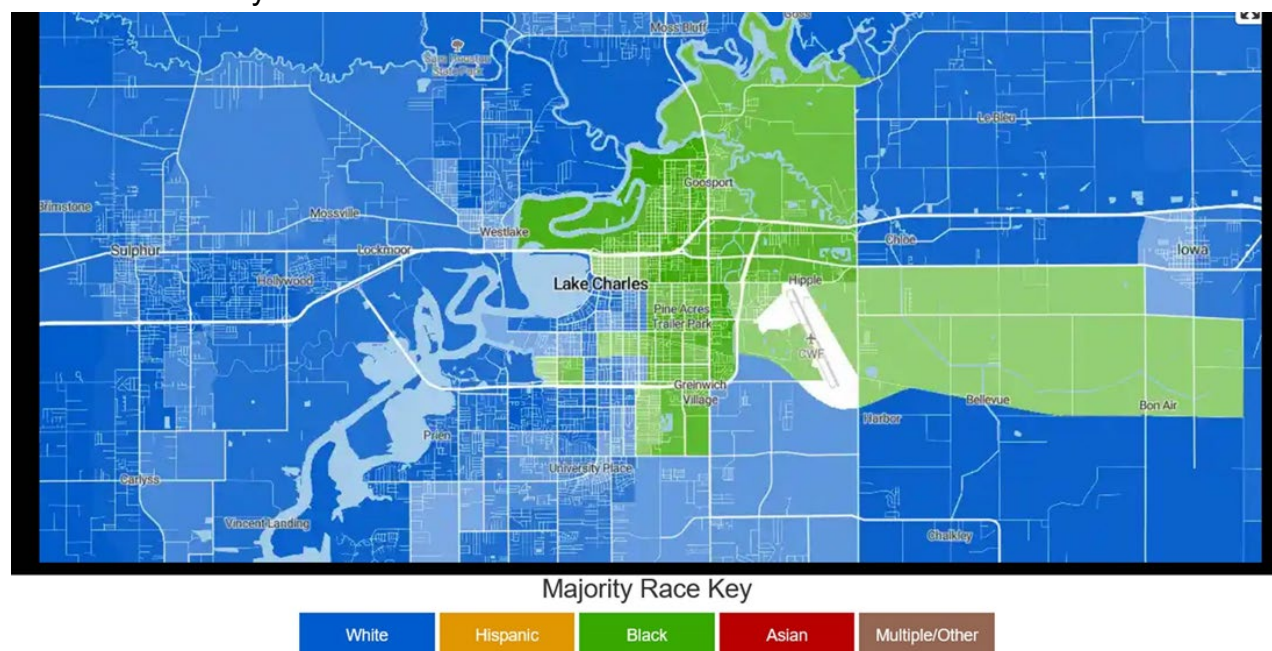 Goss
Moss Bluff
Sam Houston
State Park
Le Bleu
Goosport
Brimstone
Mossville
Westlake
Sulphur
Lockmoor
Chloe
Iowa
Hollywood
Lake Charles
Hipple
Pine Acres
Trailer Park
CWF
Greinwich
Village
Bellevue
Bon Air
Harbor
Prien
University Place
Carlyss
Vincent Landing
Chalkley
Majority Race Key
White
Hispanic
Black
Asian
Multiple/Other